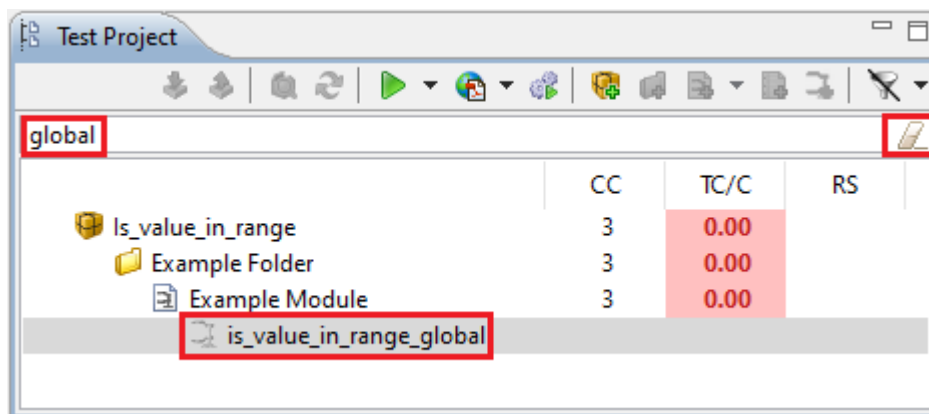 Test Project
global
CC TC/C RS
Is_value_in_range 3 0.00
Example Folder 3 0.00
Example Module 3 0.00
is_value_in_range_global